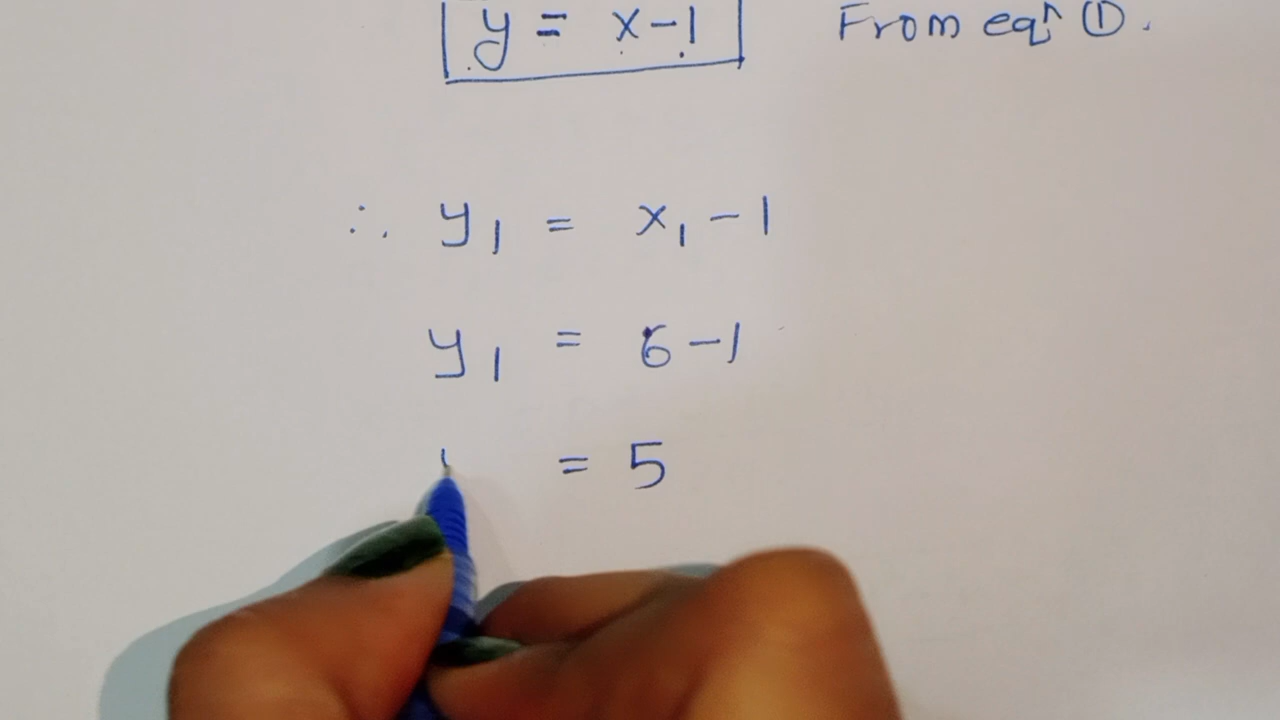 y = x-1 From eqn ①.
∴ y₁ = x₁ - 1
y₁ = 6-1
= 5